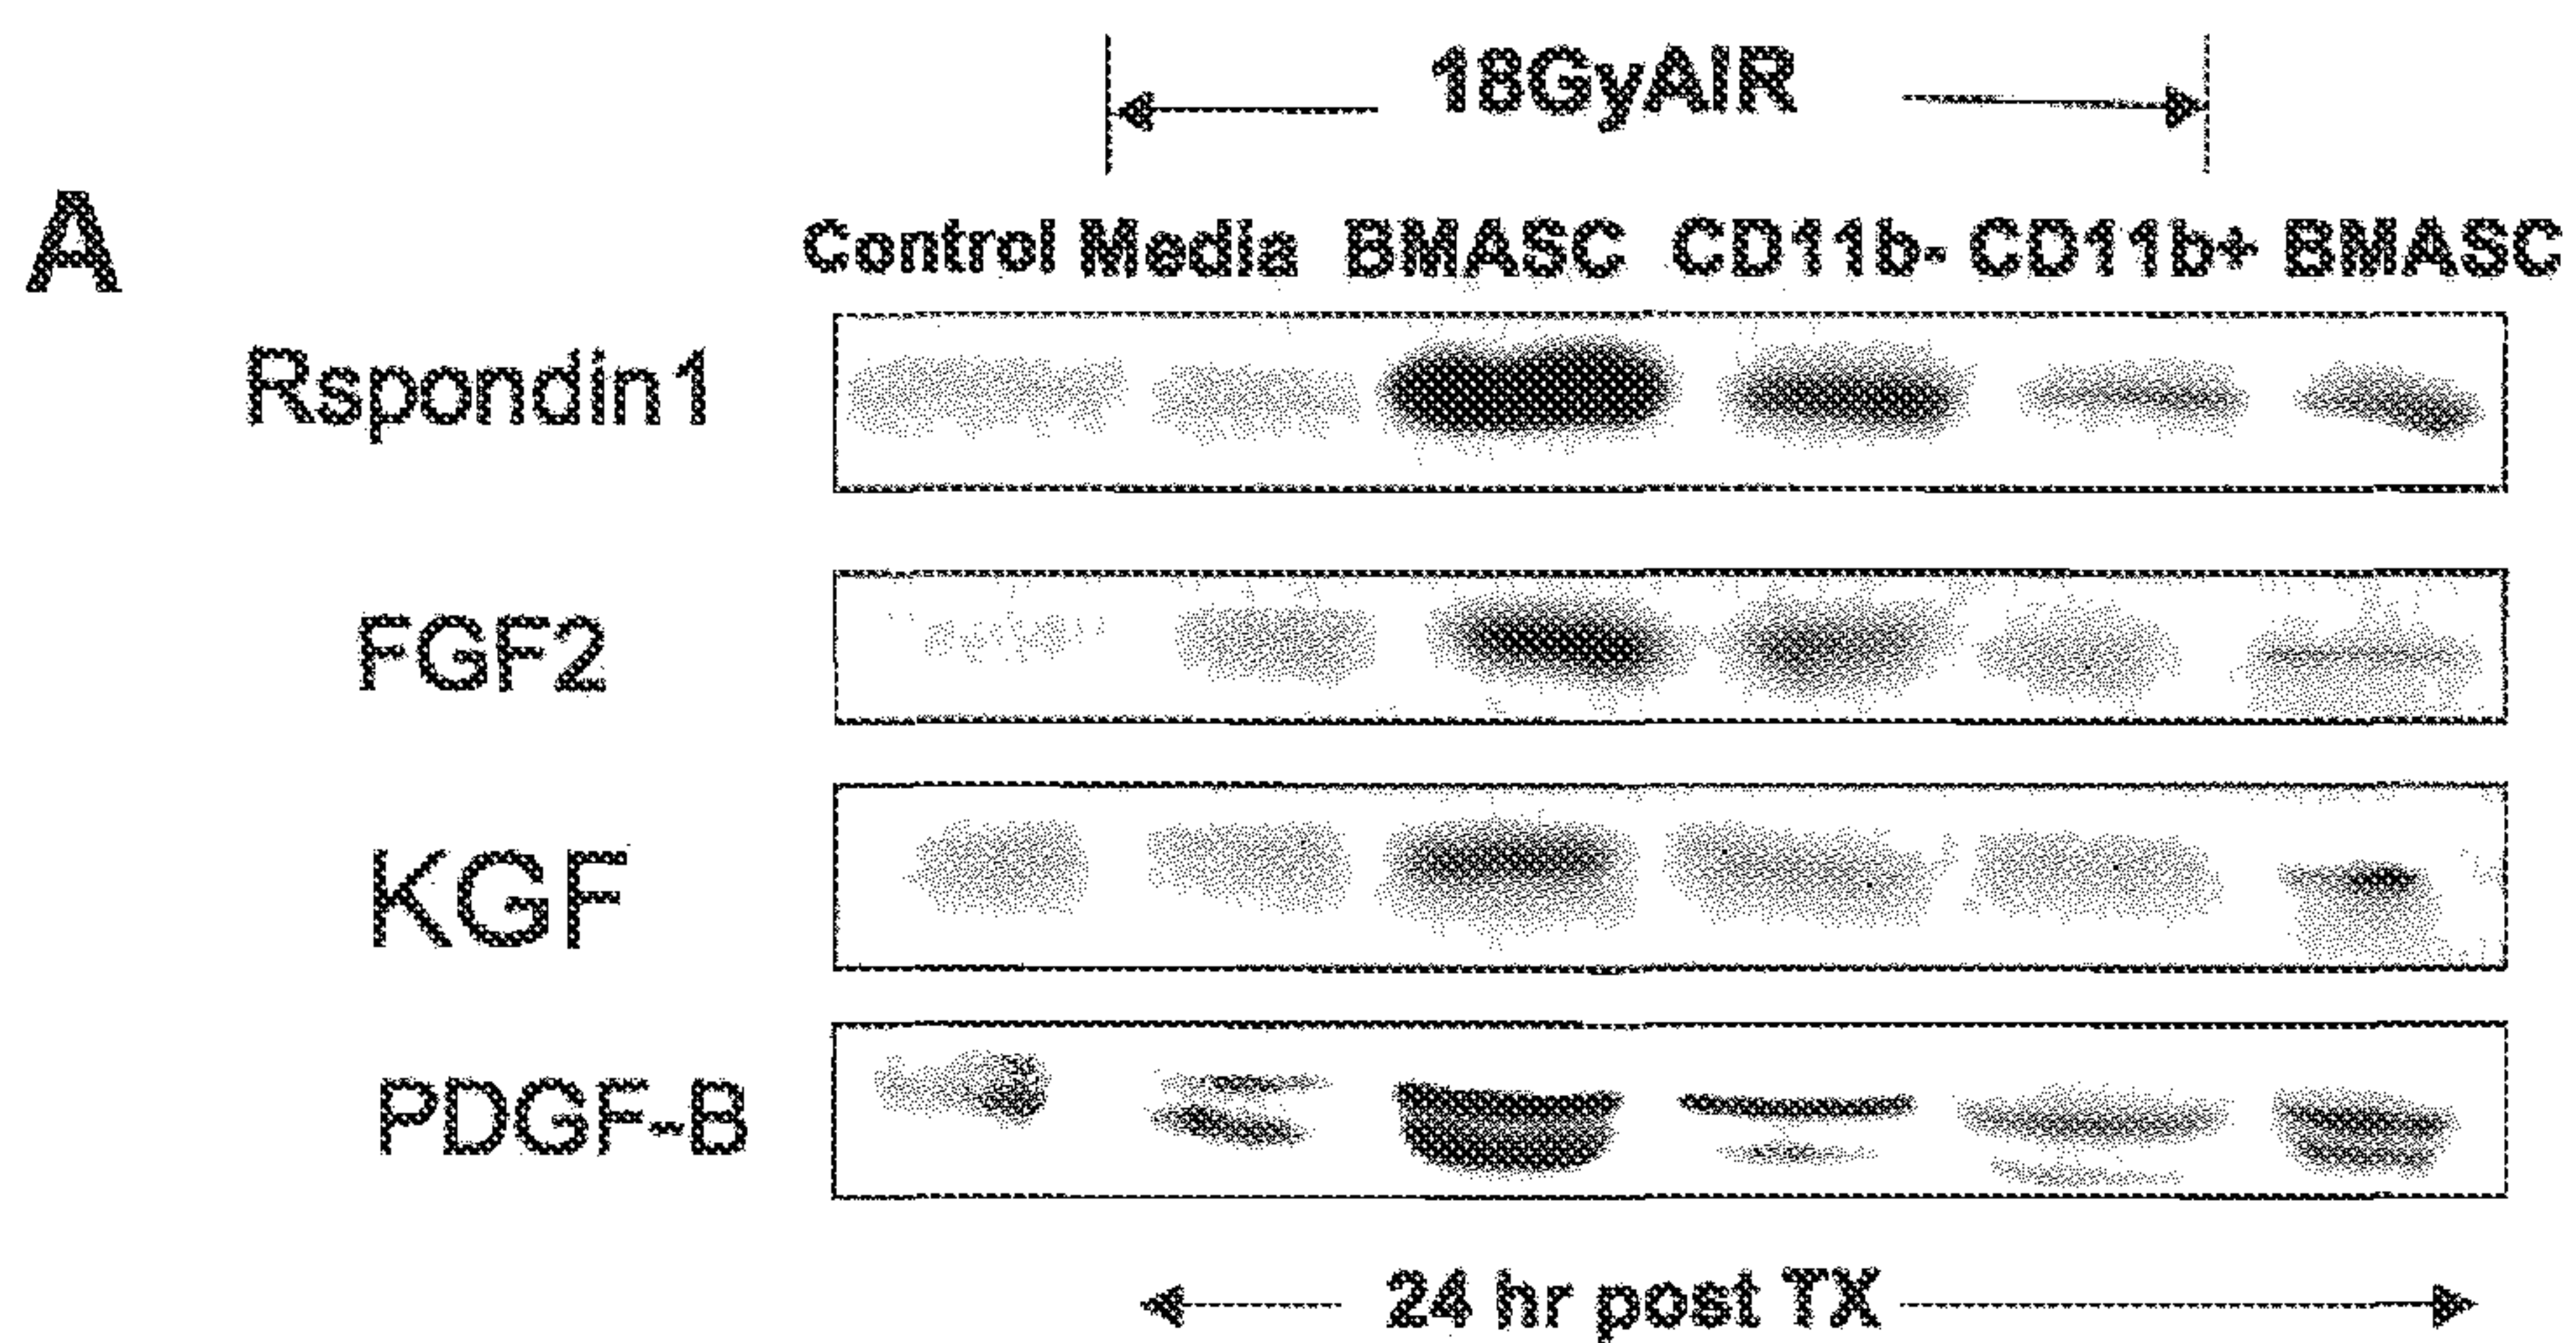 18GyAIR
A
Control Media BMASC CD11b- CD11b+ BMASC
Rspondin1
FGF2
KGF
PDGF-B
24 hr post TX